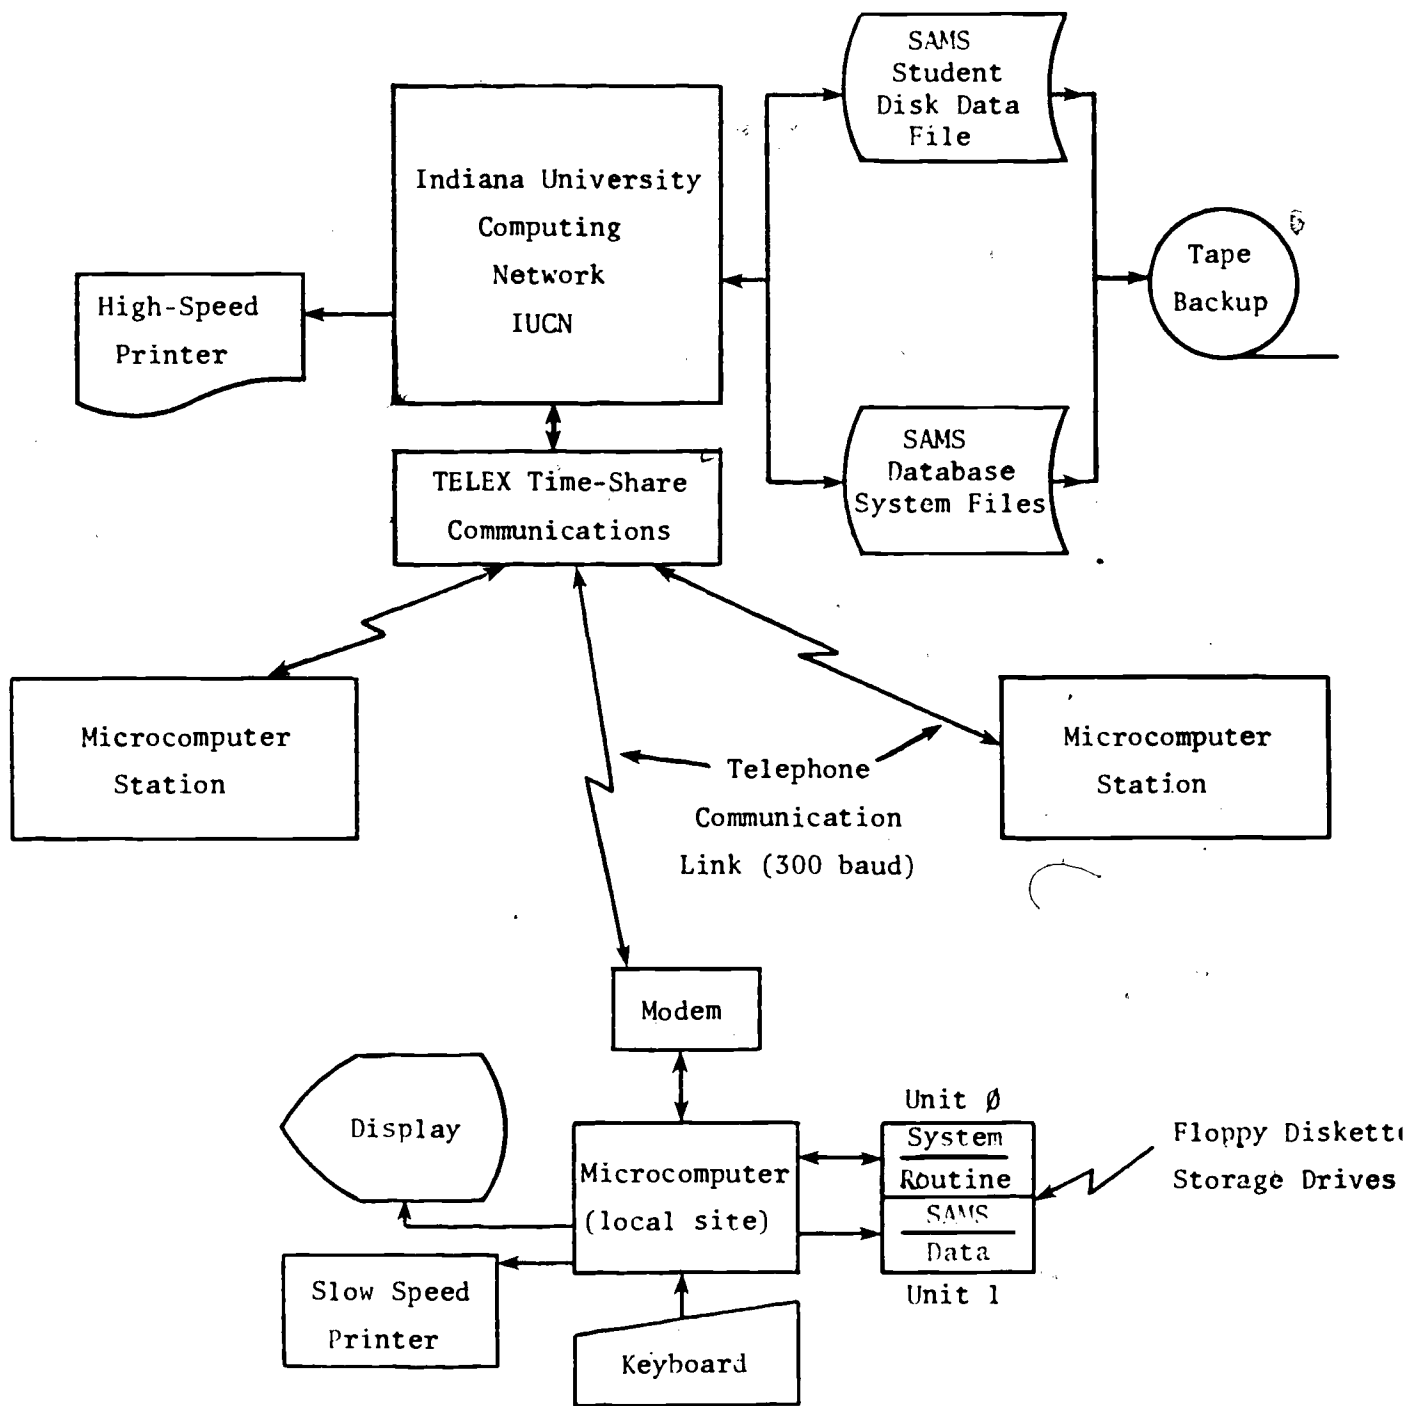 SAMS
Student
Disk Data
File
Indiana University
Computing
Network
IUCN
Tape
Backup
High-Speed
Printer
SAMS
Database
System Files
TELEX Time-Share
Communications
Microcomputer
Station
Telephone
Communication
Link (300 baud)
Microcomputer
Station
Modem
Display
Unit Ø
System
Routine
SAMS
Data
Unit 1
Floppy Diskette
Storage Drives
Microcomputer
(local site)
Slow Speed
Printer
Keyboard